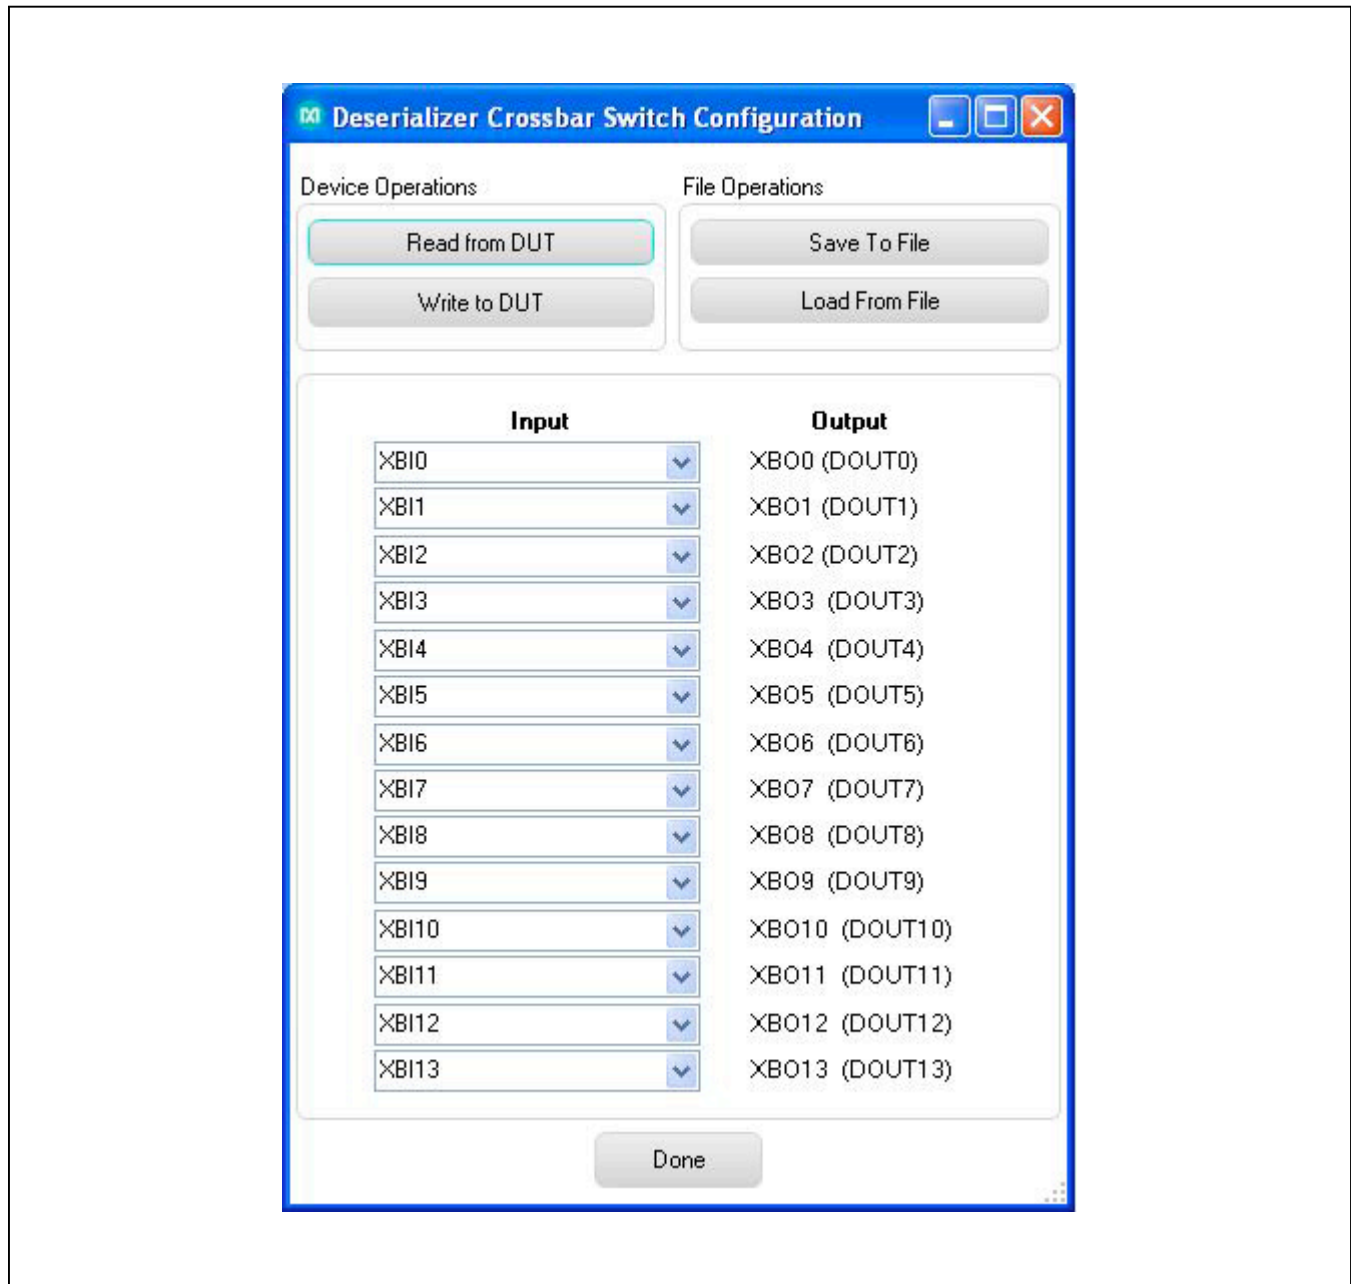 Deserializer Crossbar Switch Configuration
Device Operations
Read from DUT
Write to DUT
File Operations
Save To File
Load From File
Input Output
XBI0 XBO0 (DOUT0)
XBI1 XBO1 (DOUT1)
XBI2 XBO2 (DOUT2)
XBI3 XBO3 (DOUT3)
XBI4 XBO4 (DOUT4)
XBI5 XBO5 (DOUT5)
XBI6 XBO6 (DOUT6)
XBI7 XBO7 (DOUT7)
XBI8 XBO8 (DOUT8)
XBI9 XBO9 (DOUT9)
XBI10 XBO10 (DOUT10)
XBI11 XBO11 (DOUT11)
XBI12 XBO12 (DOUT12)
XBI13 XBO13 (DOUT13)
Done